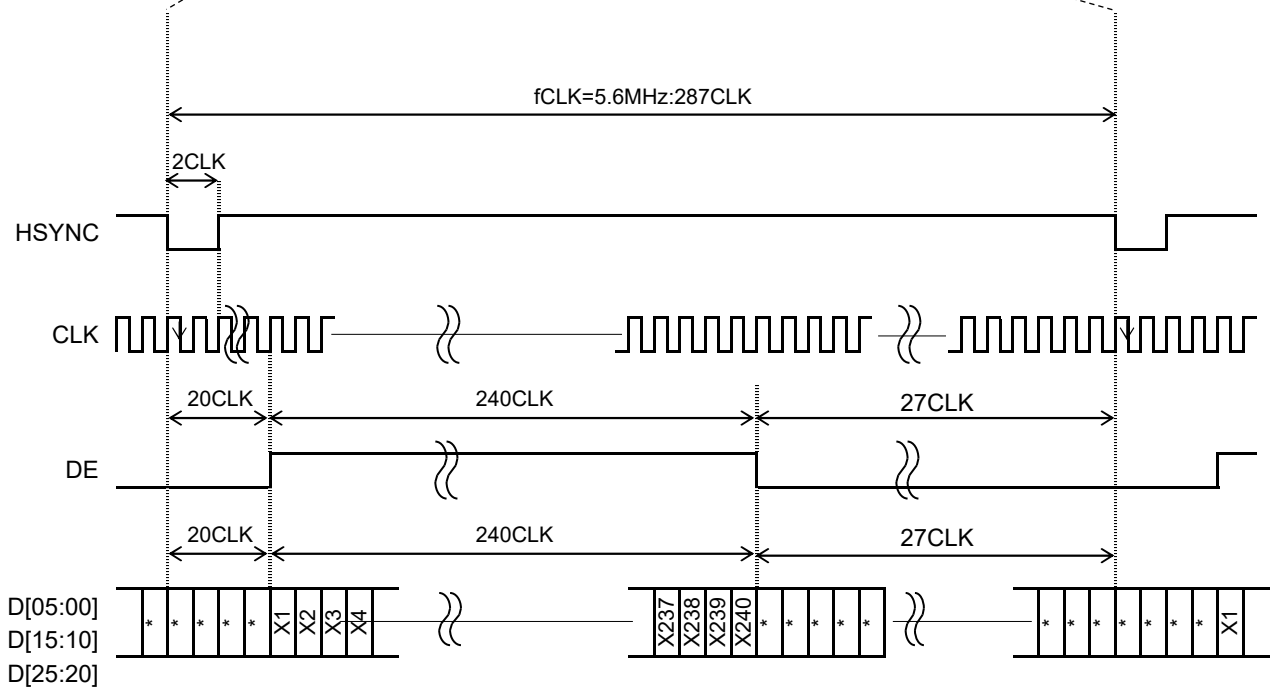 fCLK=5.6MHz:287CLK
2CLK
HSYNC
CLK
20CLK 240CLK 27CLK
DE
20CLK 240CLK 27CLK
D[05:00]
D[15:10]
D[25:20]
* * * * * X1 X2 X3 X4 X237 X238 X239 X240 * * * * * * * * * * * * X1